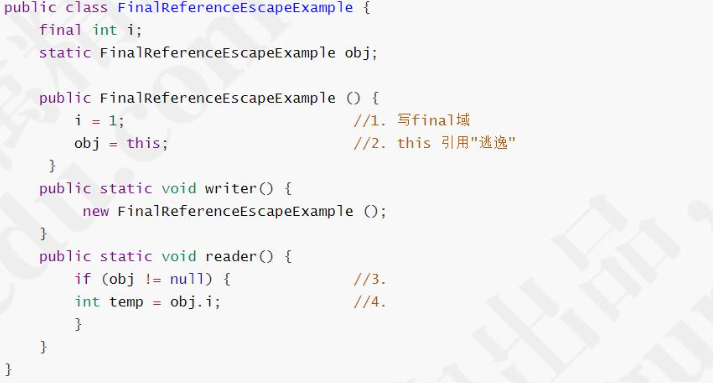 public class FinalReferenceEscapeExample {
    final int i;
    static FinalReferenceEscapeExample obj;

    public FinalReferenceEscapeExample () {
        i = 1;                          //1. 写final域
        obj = this;                     //2. this 引用"逃逸"
     }
    public static void writer() {
         new FinalReferenceEscapeExample ();
    }
    public static void reader() {
        if (obj != null) {              //3.
        int temp = obj.i;               //4.
        }
    }
}